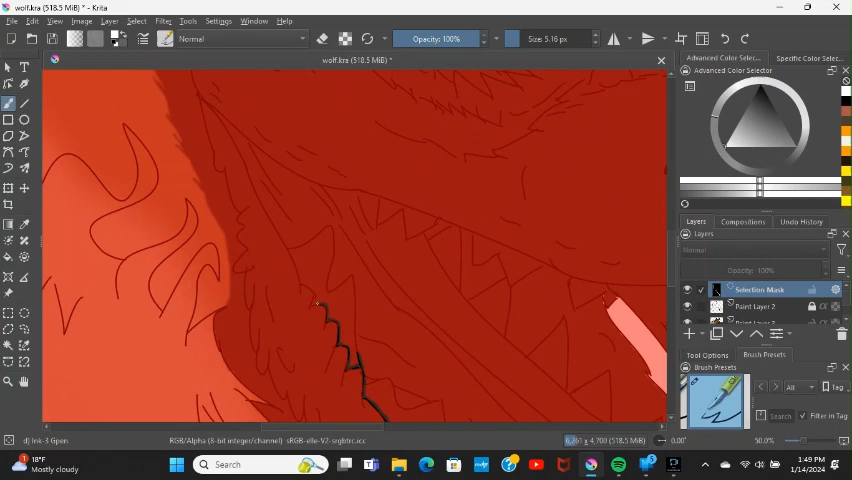 wolf.kra (518.5 MiB) * - Krita
File Edit View Image Layer Select Filter Tools Settings Window Help
Normal
Opacity: 100%
Size: 5.16 px
wolf.kra (518.5 MiB) *
Advanced Color Selec...
Specific Color Selec...
Advanced Color Selector
Layers
Compositions
Undo History
Layers
Normal
Opacity: 100%
Selection Mask
Paint Layer 2
Paint Layer 3
Tool Options
Brush Presets
Brush Presets
All
Tag
Search
Filter in Tag
d) Ink-3 Gpen
RGB/Alpha (8-bit integer/channel) sRGB-elle-V2-srgbtrc.icc
6,261 x 4,700 (518.5 MiB)
0.00°
50.0%
1
18°F
Mostly cloudy
Search
1:49 PM
1/14/2024